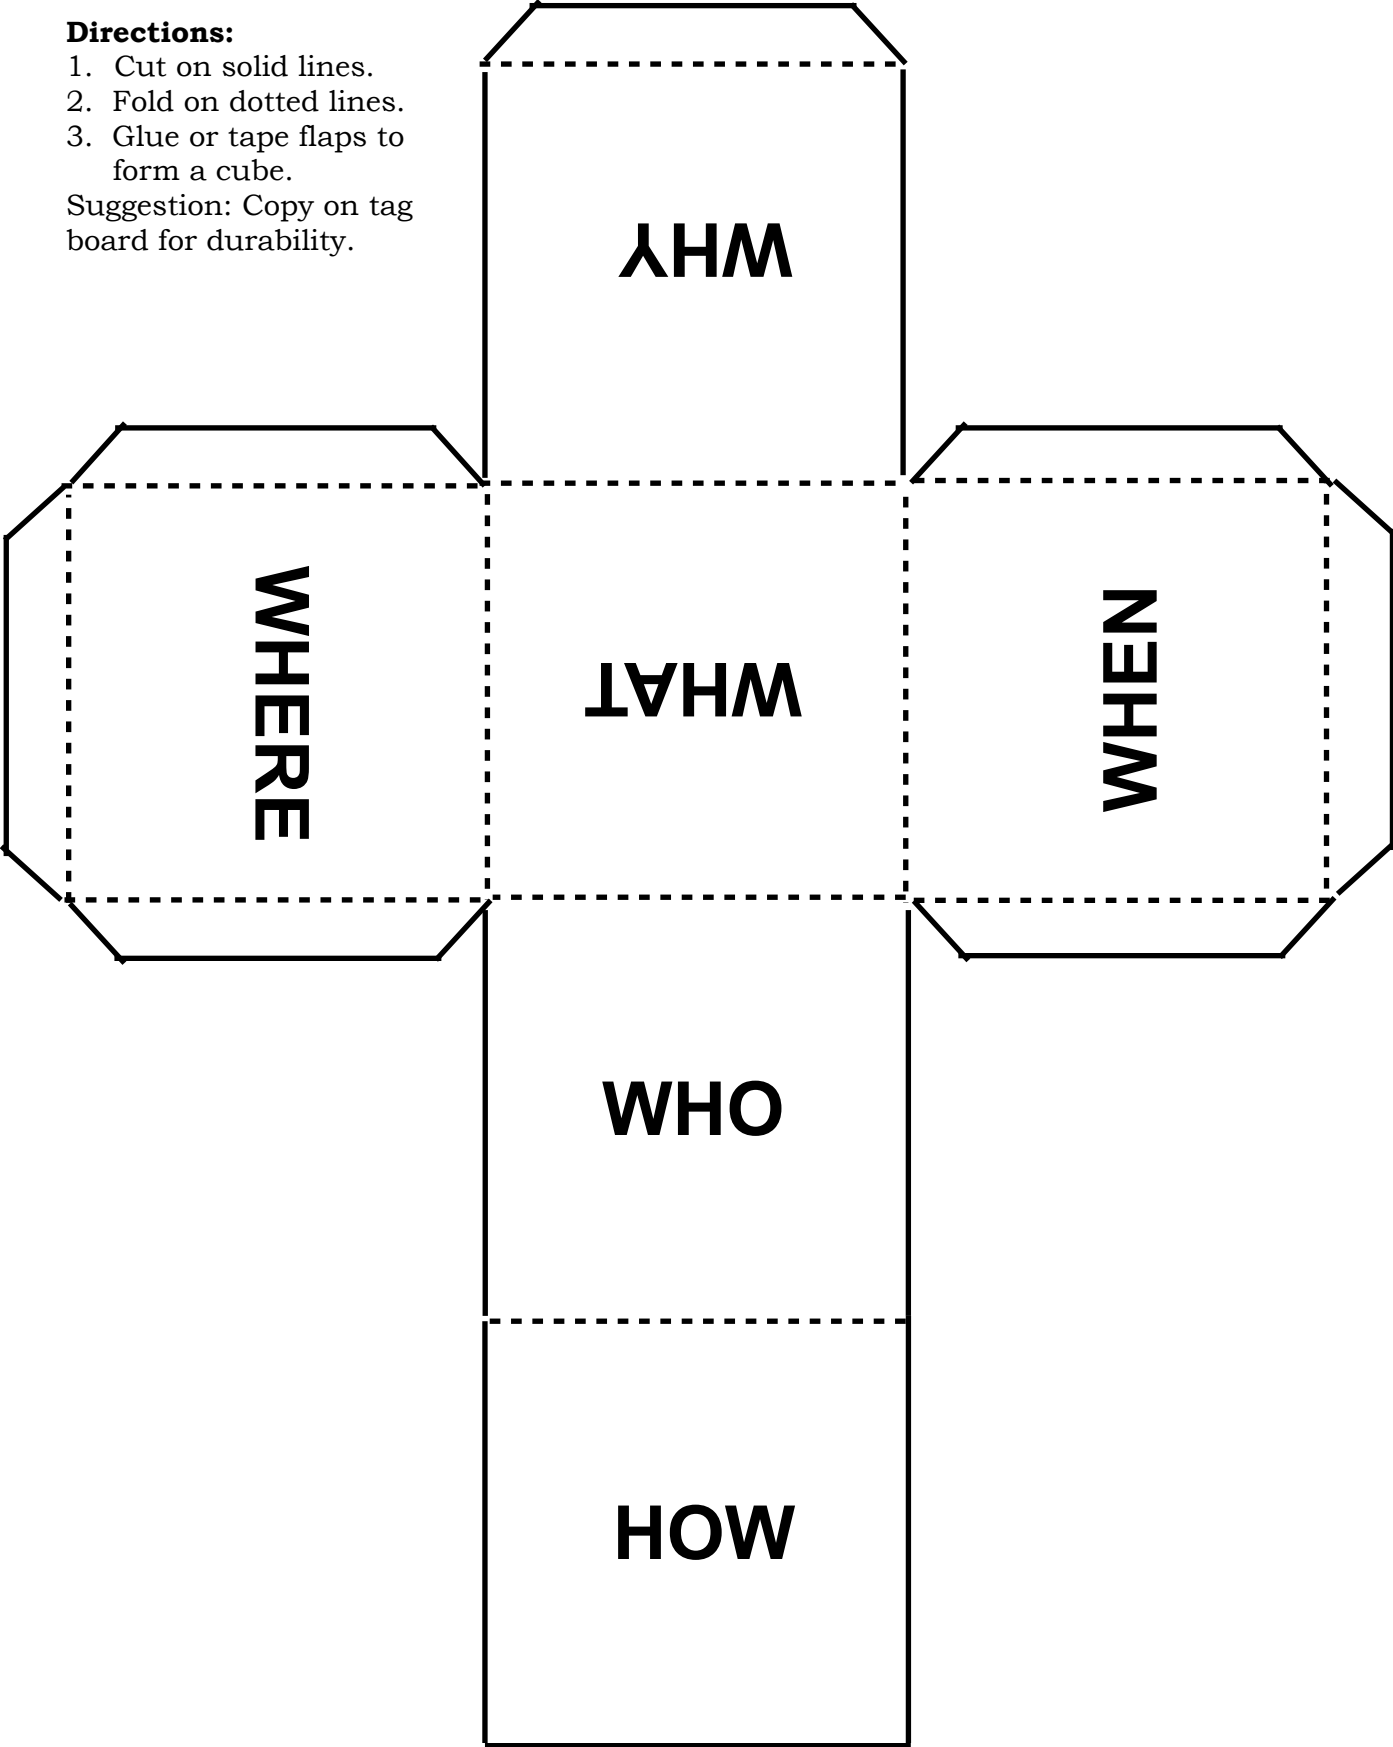 Directions:
1. Cut on solid lines.
2. Fold on dotted lines.
3. Glue or tape flaps to
form a cube.
Suggestion: Copy on tag
board for durability.
WHY
WHERE
WHAT
WHEN
WHO
HOW